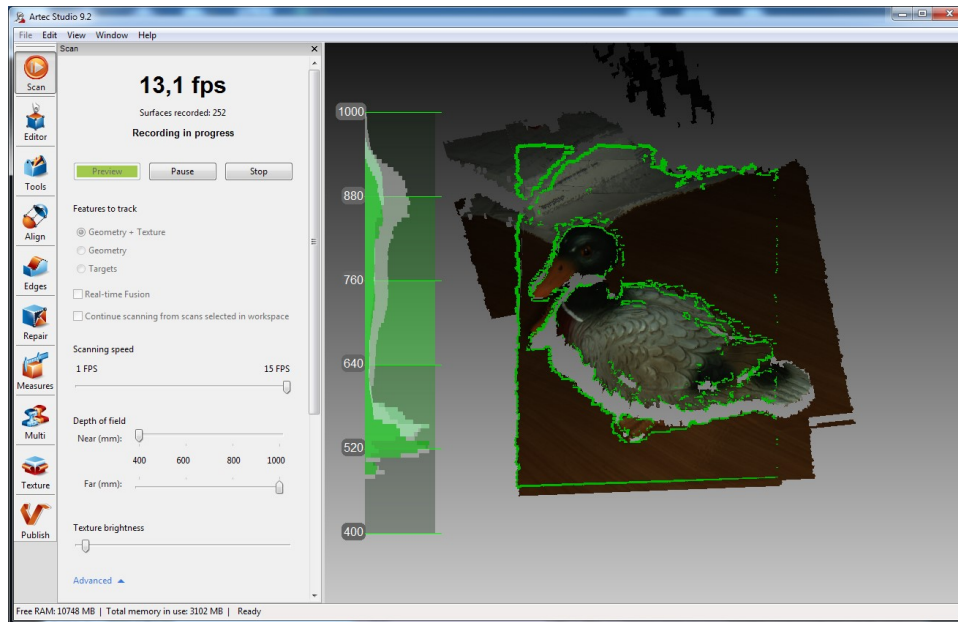 Artec Studio 9.2
File Edit View Window Help
Scan
Scan
Editor
Tools
Align
Edges
Repair
Measures
Multi
Texture
Publish
13,1 fps
Surfaces recorded: 252
Recording in progress
Preview Pause Stop
Features to track
Geometry + Texture
Geometry
Targets
Real-time Fusion
Continue scanning from scans selected in workspace
Scanning speed
1 FPS 15 FPS
Depth of field
Near (mm):
400 600 800 1000
Far (mm):
Texture brightness
Advanced
1000
880
760
640
520
400
Free RAM: 10748 MB | Total memory in use: 3102 MB | Ready